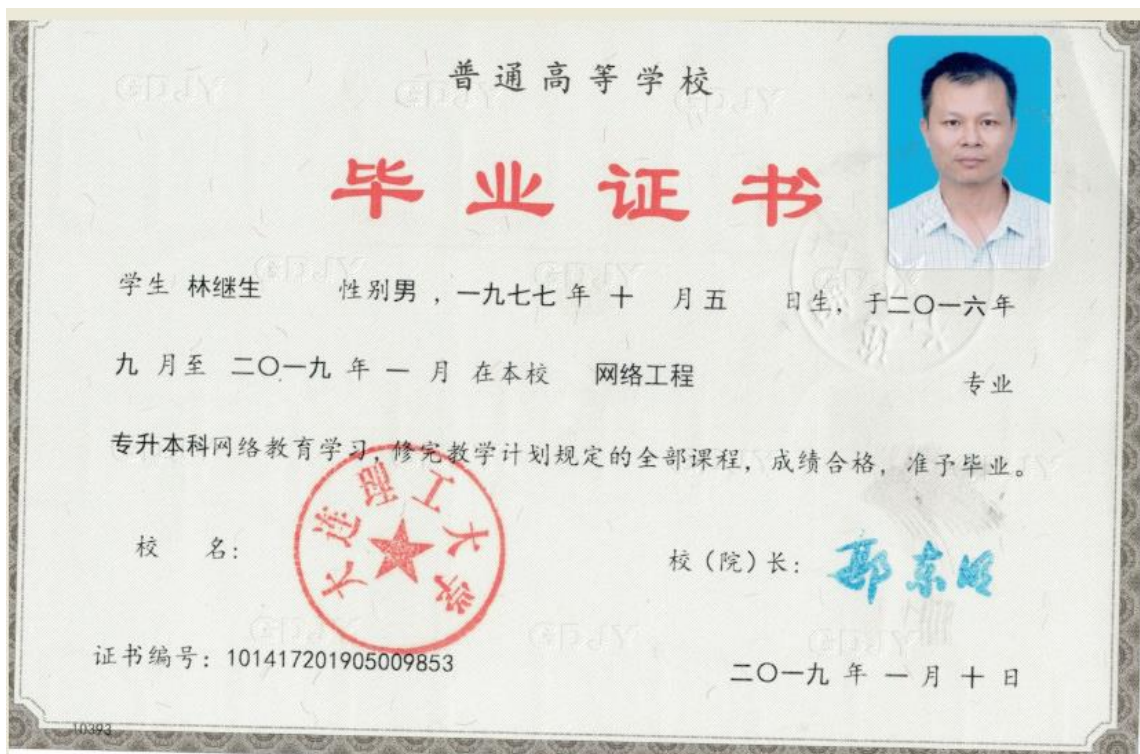 普通高等学校
毕业证书
学生 林继生 性别男，一九七七年 十 月五 日生，于二〇一六年
九 月至 二〇一九 年 一 月 在本校 网络工程 专业
专升本科网络教育学习，修完教学计划规定的全部课程，成绩合格，准予毕业。
校 名：
大连理工大学
校（院）长：郭东明
证书编号：101417201905009853
二〇一九 年 一 月 十 日
10393